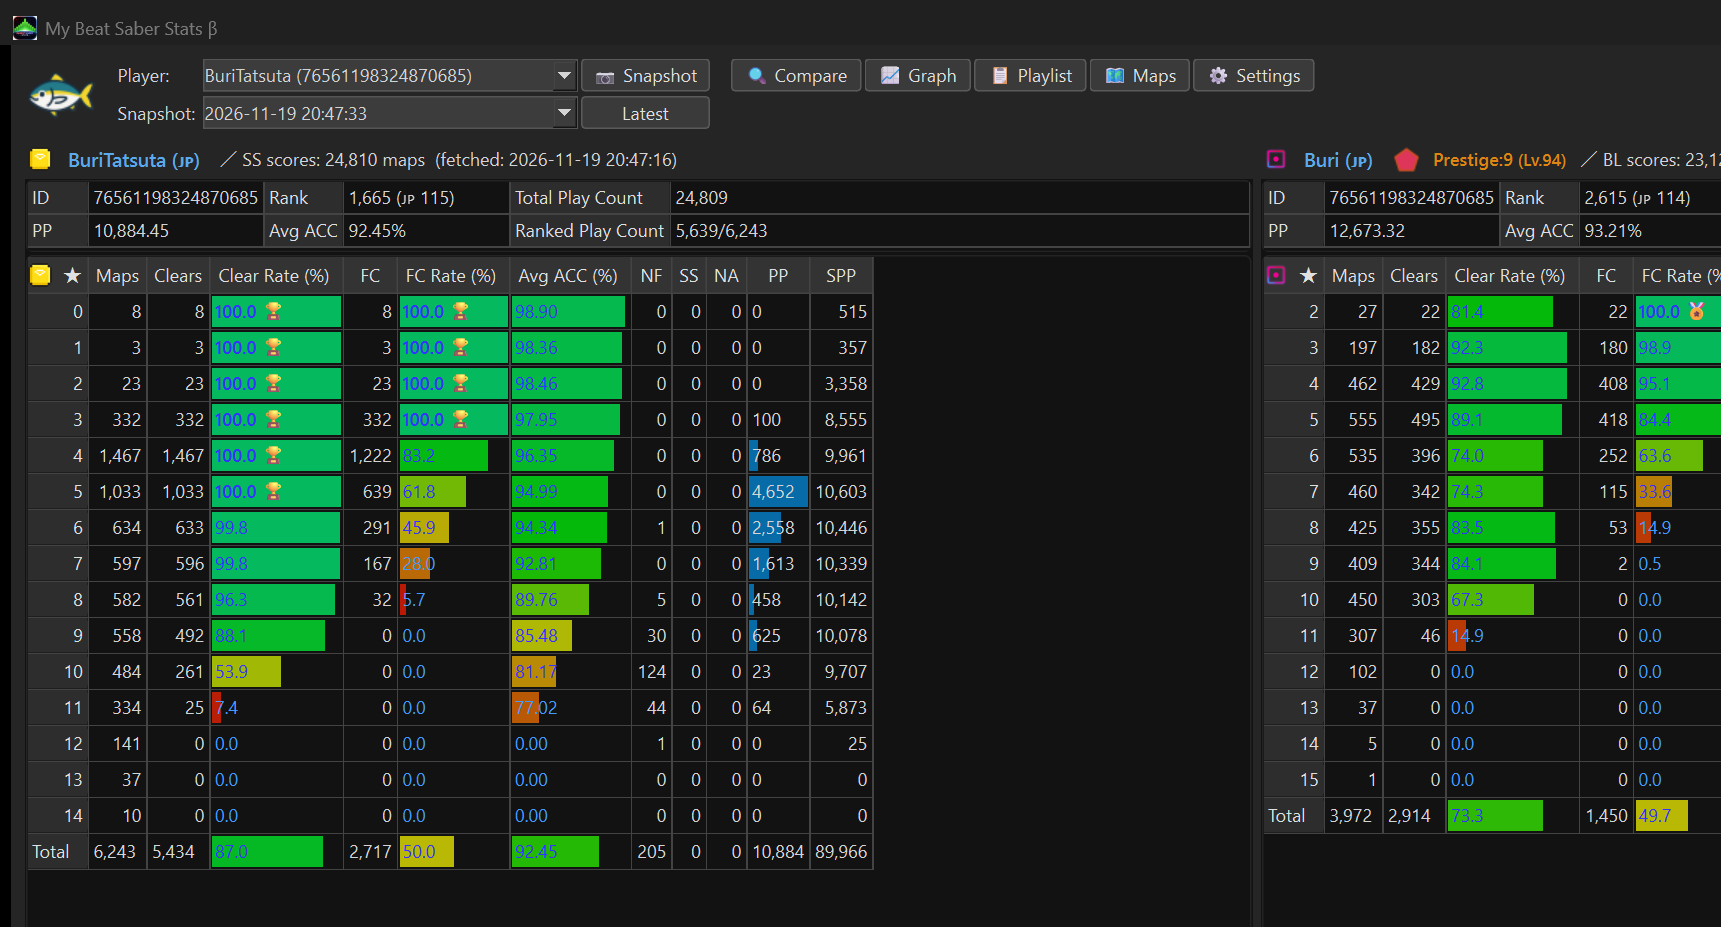 My Beat Saber Stats β
Player: BuriTatsuta (76561198324870685) Snapshot Compare Graph Playlist Maps Settings
Snapshot: 2026-11-19 20:47:33 Latest
BuriTatsuta (JP) SS scores: 24,810 maps (fetched: 2026-11-19 20:47:16)
ID 76561198324870685 Rank 1,665 (JP 115) Total Play Count 24,809
PP 10,884.45 Avg ACC 92.45% Ranked Play Count 5,639/6,243
★ Maps Clears Clear Rate (%) FC FC Rate (%) Avg ACC (%) NF SS NA PP SPP
0 8 8 100.0 🏆 8 100.0 🏆 98.90 0 0 0 0 515
1 3 3 100.0 🏆 3 100.0 🏆 98.36 0 0 0 0 357
2 23 23 100.0 🏆 23 100.0 🏆 98.46 0 0 0 0 3,358
3 332 332 100.0 🏆 332 100.0 🏆 97.95 0 0 0 100 8,555
4 1,467 1,467 100.0 🏆 1,222 83.2 96.35 0 0 0 786 9,961
5 1,033 1,033 100.0 🏆 639 61.8 94.99 0 0 0 4,652 10,603
6 634 633 99.8 291 45.9 94.34 1 0 0 2,558 10,446
7 597 596 99.8 167 28.0 92.81 0 0 0 1,613 10,339
8 582 561 96.3 32 5.7 89.76 5 0 0 458 10,142
9 558 492 88.1 0 0.0 85.48 30 0 0 625 10,078
10 484 261 53.9 0 0.0 81.17 124 0 0 23 9,707
11 334 25 7.4 0 0.0 77.02 44 0 0 64 5,873
12 141 0 0.0 0 0.0 0.00 1 0 0 0 25
13 37 0 0.0 0 0.0 0.00 0 0 0 0 0
14 10 0 0.0 0 0.0 0.00 0 0 0 0 0
Total 6,243 5,434 87.0 2,717 50.0 92.45 205 0 0 10,884 89,966
Buri (JP) Prestige:9 (Lv.94) BL scores: 23,12
ID 76561198324870685 Rank 2,615 (JP 114)
PP 12,673.32 Avg ACC 93.21%
★ Maps Clears Clear Rate (%) FC FC Rate (%
2 27 22 81.4 22 100.0 🏅
3 197 182 92.3 180 98.9
4 462 429 92.8 408 95.1
5 555 495 89.1 418 84.4
6 535 396 74.0 252 63.6
7 460 342 74.3 115 33.6
8 425 355 83.5 53 14.9
9 409 344 84.1 2 0.5
10 450 303 67.3 0 0.0
11 307 46 14.9 0 0.0
12 102 0 0.0 0 0.0
13 37 0 0.0 0 0.0
14 5 0 0.0 0 0.0
15 1 0 0.0 0 0.0
Total 3,972 2,914 73.3 1,450 49.7